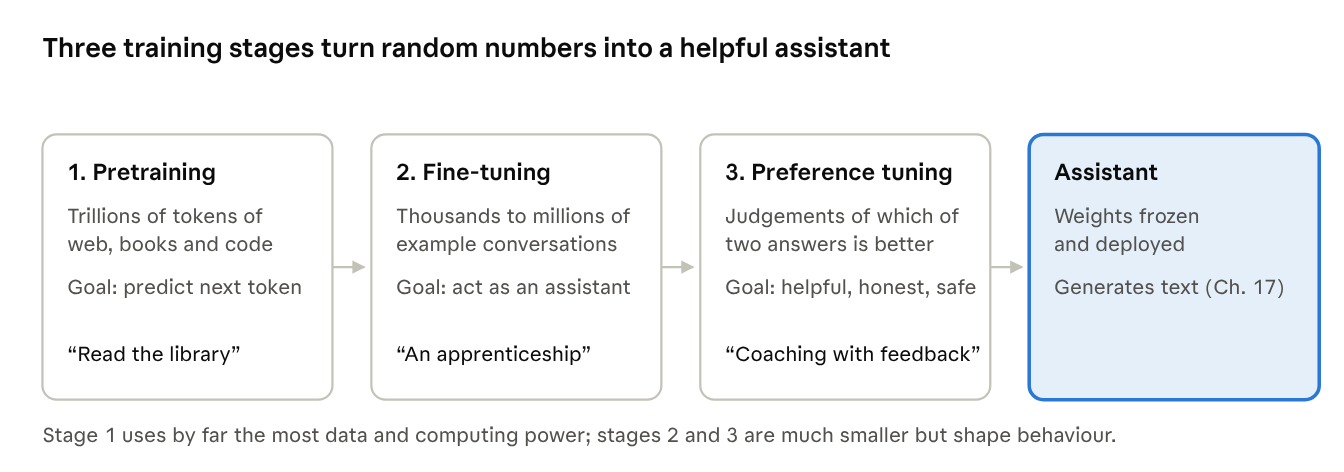 Three training stages turn random numbers into a helpful assistant
1. Pretraining
Trillions of tokens of
web, books and code
Goal: predict next token
“Read the library”
2. Fine-tuning
Thousands to millions of
example conversations
Goal: act as an assistant
“An apprenticeship”
3. Preference tuning
Judgements of which of
two answers is better
Goal: helpful, honest, safe
“Coaching with feedback”
Assistant
Weights frozen
and deployed
Generates text (Ch. 17)
Stage 1 uses by far the most data and computing power; stages 2 and 3 are much smaller but shape behaviour.